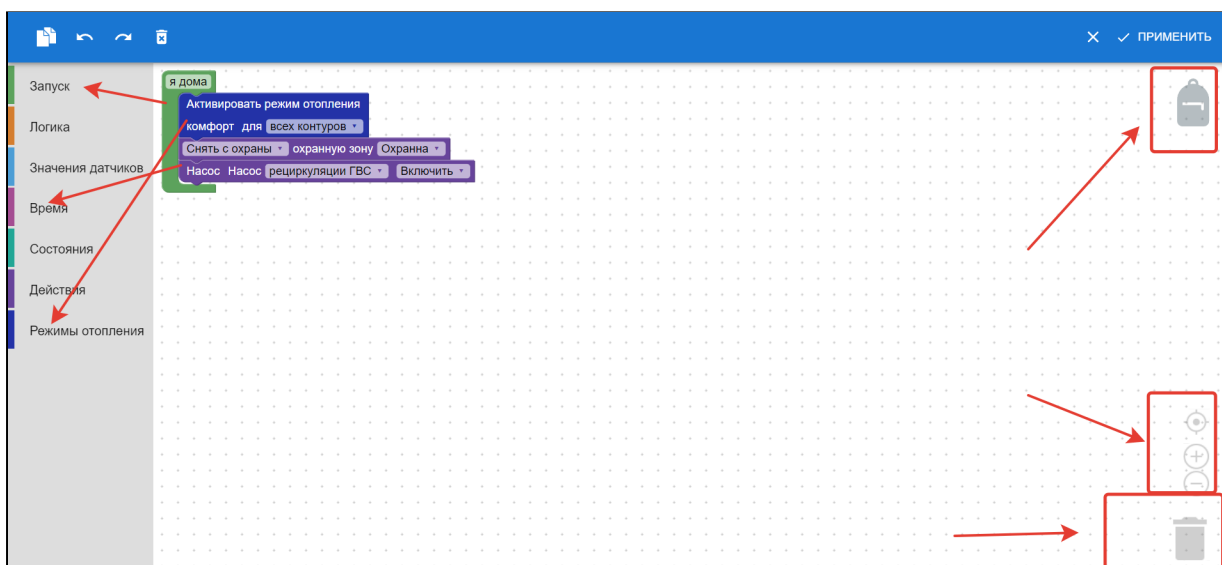 ПРИМЕНИТЬ
Запуск
Логика
Значения датчиков
Время
Состояния
Действия
Режимы отопления
я дома
Активировать режим отопления
комфорт для всех контуров
Снять с охраны охранную зону Охранна
Насос Насос рециркуляции ГВС Включить